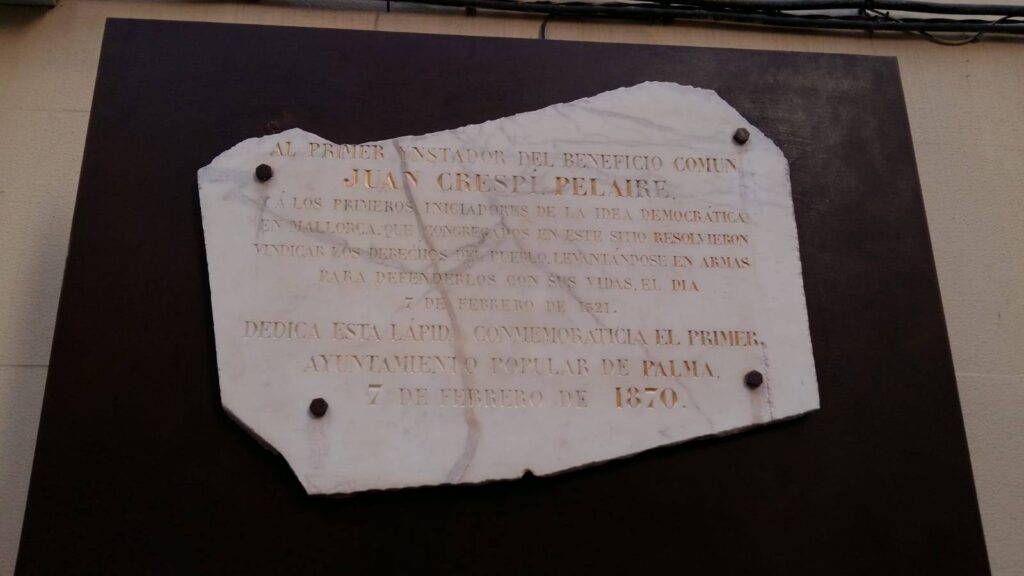 AL PRIMER YNSTADOR DEL BENEFICIO COMUN
JUAN CRESPÍ, PELAIRE,
Y Á LOS PRIMEROS INICIADORES DE LA IDEA DEMOCRÁTICA
EN MALLORCA, QUE CONGREGADOS EN ESTE SITIO RESOLVIERON
VINDICAR LOS DERECHOS DEL PUEBLO, LEVANTÁNDOSE EN ARMAS
PARA DEFENDERLOS CON SUS VIDAS, EL DIA
7 DE FEBRERO DE 1521.
DEDICA ESTA LÁPIDA CONMEMORATICIA EL PRIMER,
AYUNTAMIENTO POPULAR DE PALMA,
7 DE FEBRERO DE 1870.